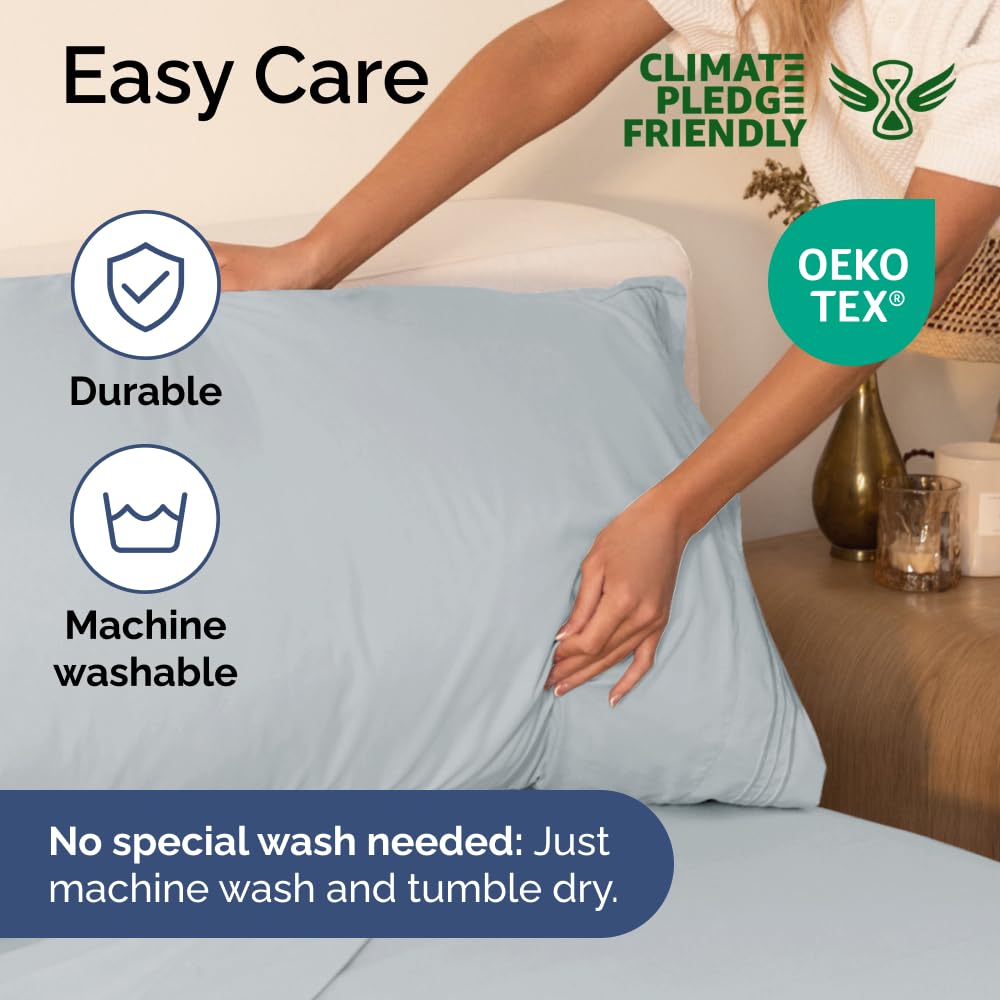 Easy Care
CLIMATE
PLEDGE
FRIENDLY
OEKO
TEX®
Durable
Machine
washable
No special wash needed: Just
machine wash and tumble dry.